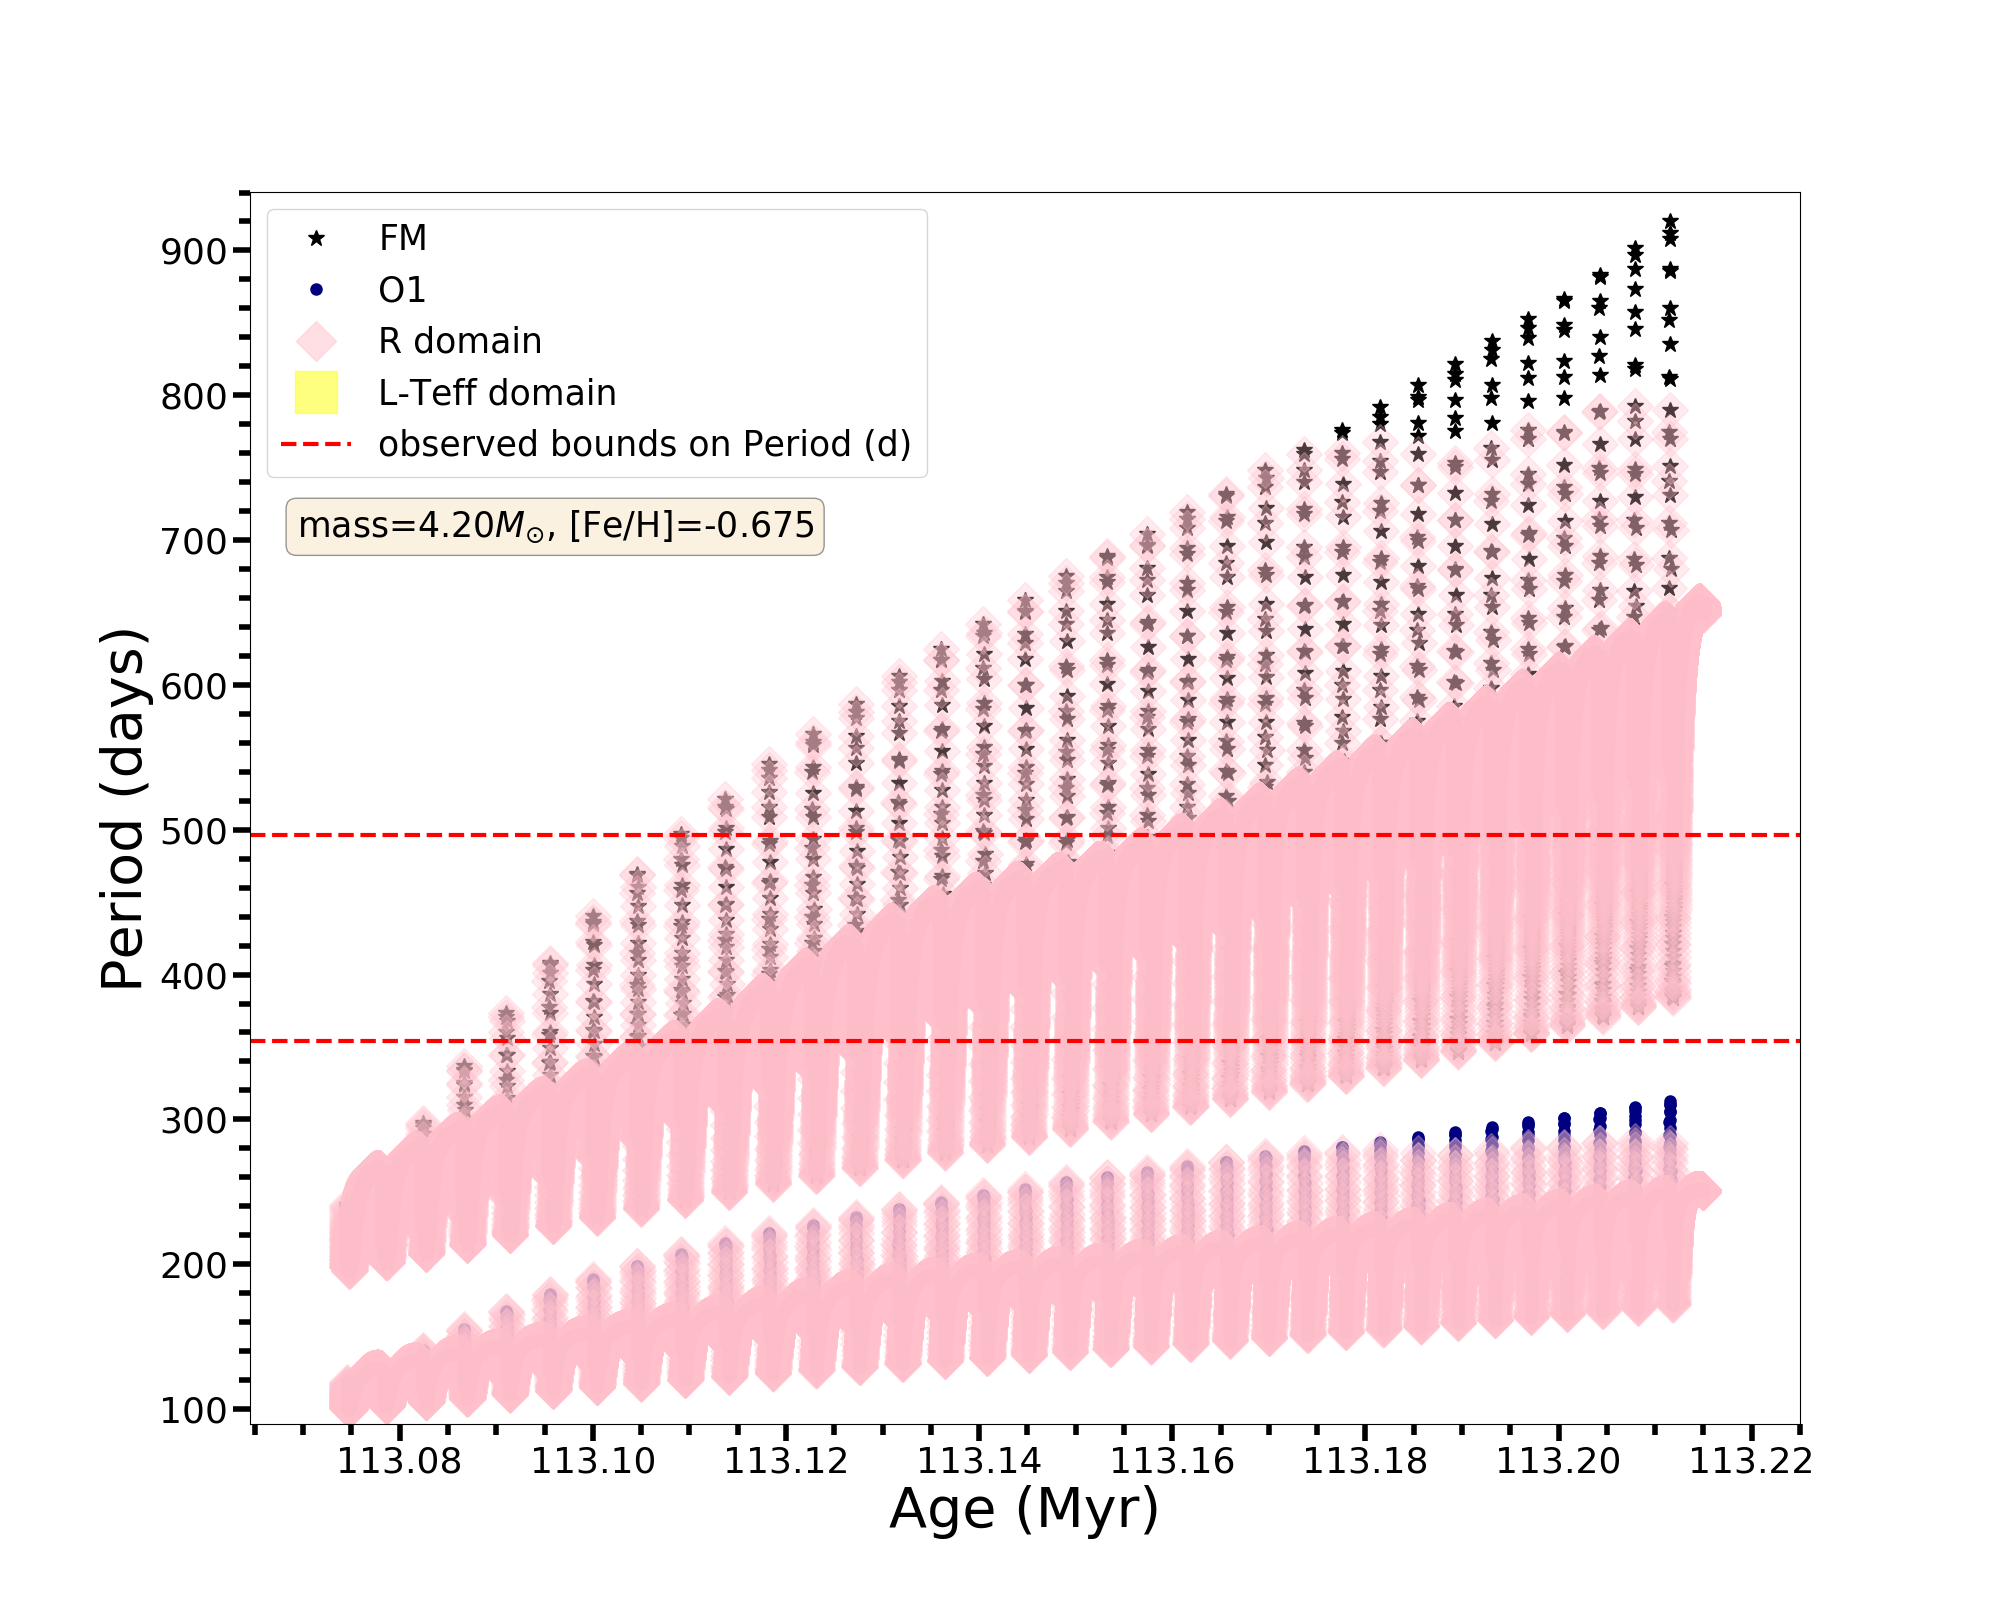 FM
O1
R domain
L-Teff domain
observed bounds on Period (d)
mass=4.20M⊙, [Fe/H]=-0.675
900
800
700
600
500
400
300
200
100
Period (days)
113.08 113.10 113.12 113.14 113.16 113.18 113.20 113.22
Age (Myr)